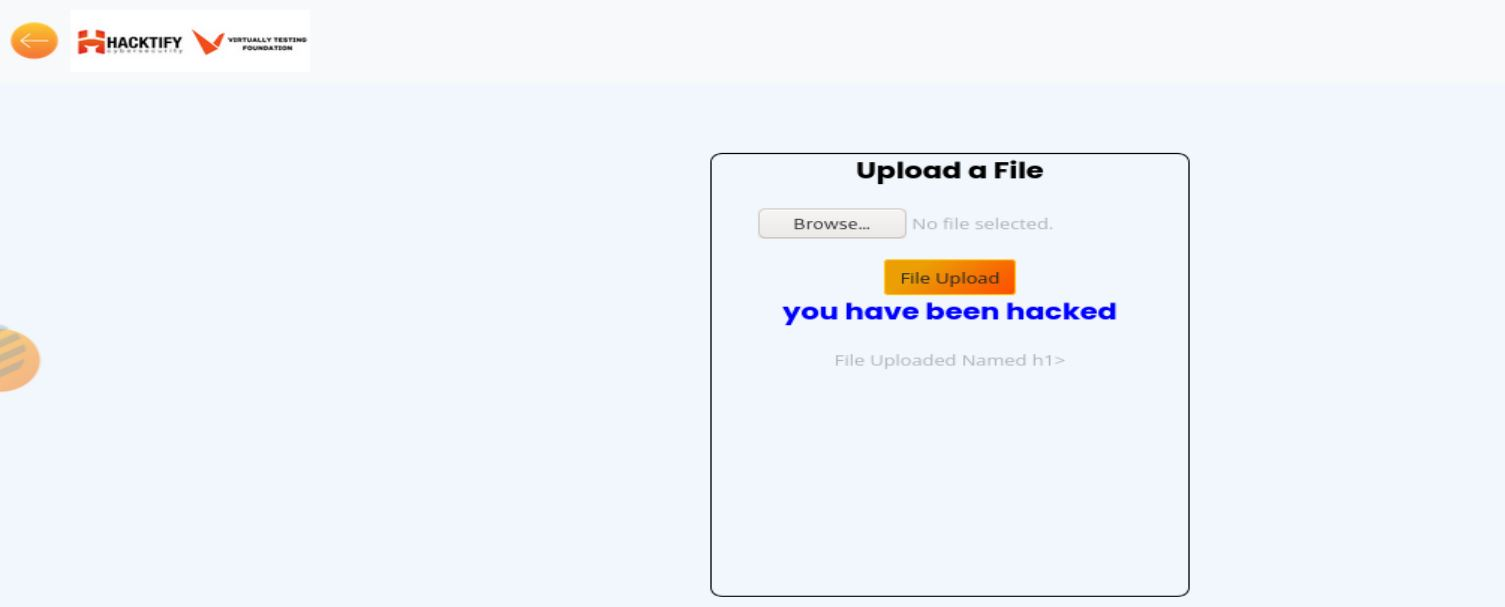 HACKTIFY
cybersecurity
VIRTUALLY TESTING
FOUNDATION
Upload a File
Browse... No file selected.
File Upload
you have been hacked
File Uploaded Named h1>